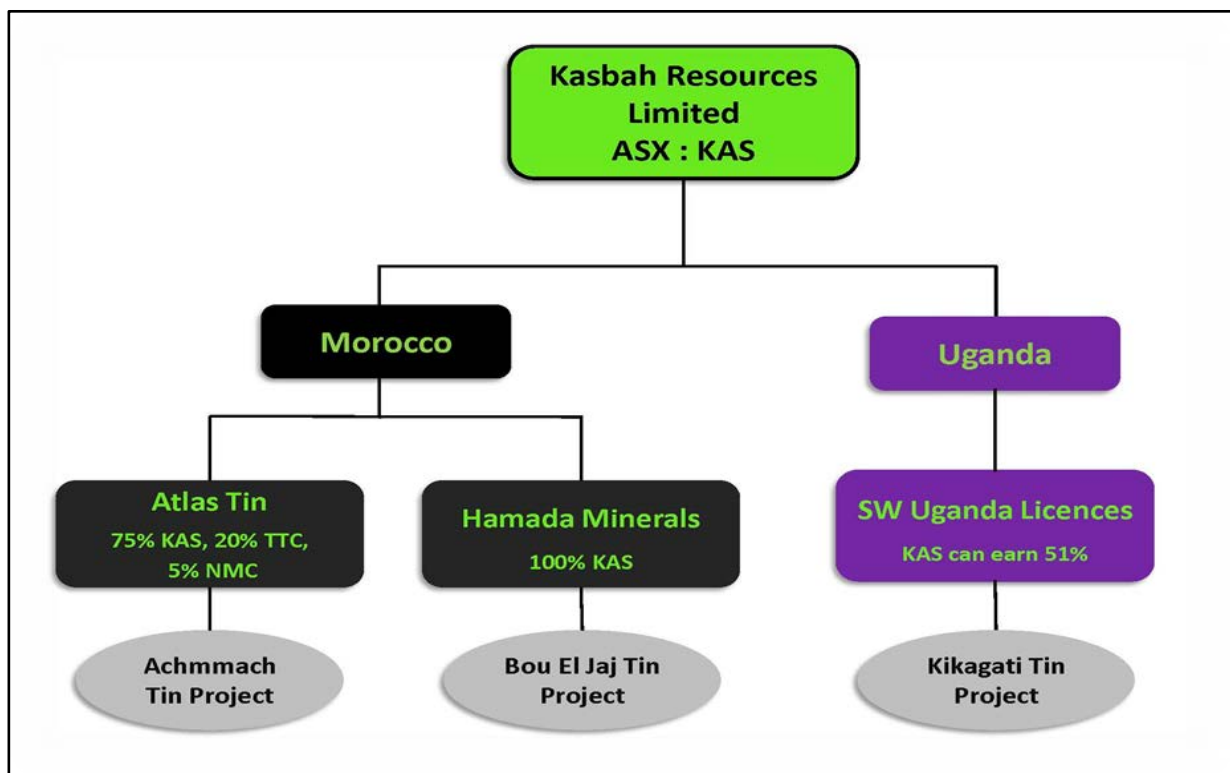 Kasbah Resources
Limited
ASX : KAS
Morocco
Uganda
Atlas Tin
75% KAS, 20% TTC,
5% NMC
Hamada Minerals
100% KAS
SW Uganda Licences
KAS can earn 51%
Achmmach
Tin Project
Bou El Jaj Tin
Project
Kikagati Tin
Project